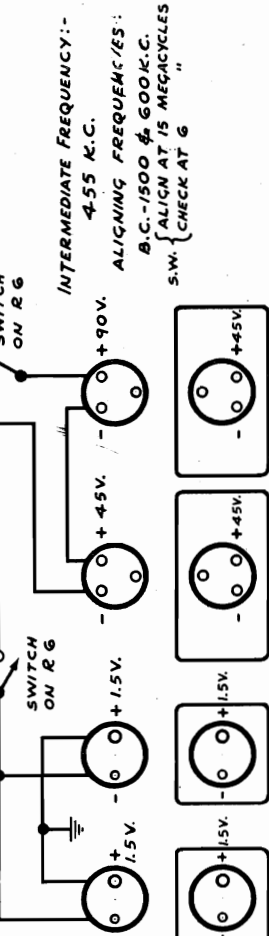 SWITCH
ON R6
INTERMEDIATE FREQUENCY:-
455 K.C.
ALIGNING FREQUENCIES:
B.C.-1500 & 600 K.C.
S.W. { ALIGN AT 15 MEGACYCLES
CHECK AT 6 "
+ 90V.
-
+ 45V.
-
SWITCH
ON R6
+ 1.5V.
-
+
1.5V.
+45V.
-
+45V.
-
+1.5V.
-
+1.5V.